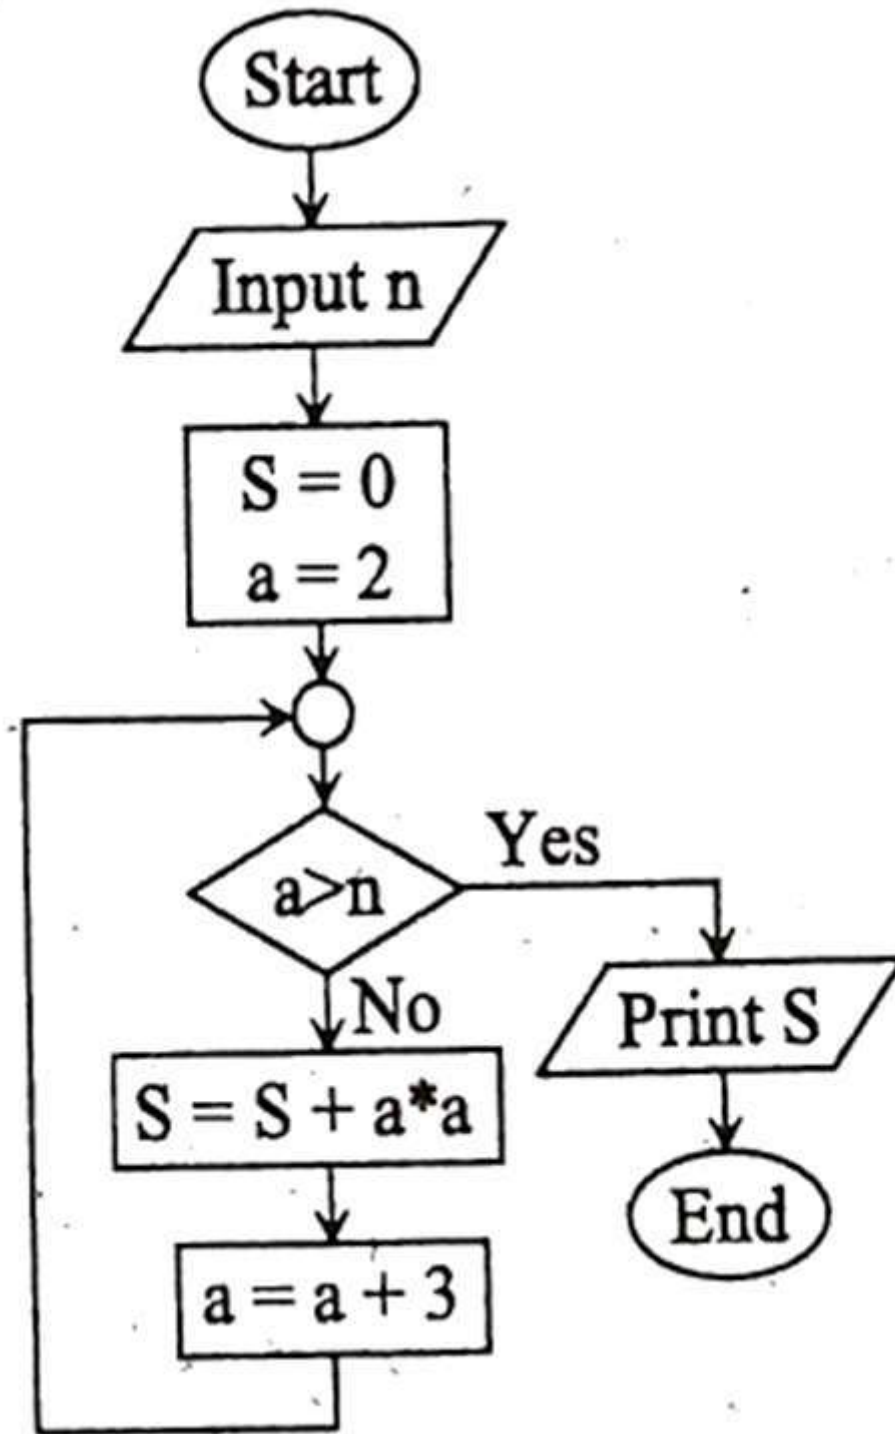 Start
Input n
S = 0
a = 2
a>n
Yes
No
Print S
S = S + a*a
End
a = a + 3